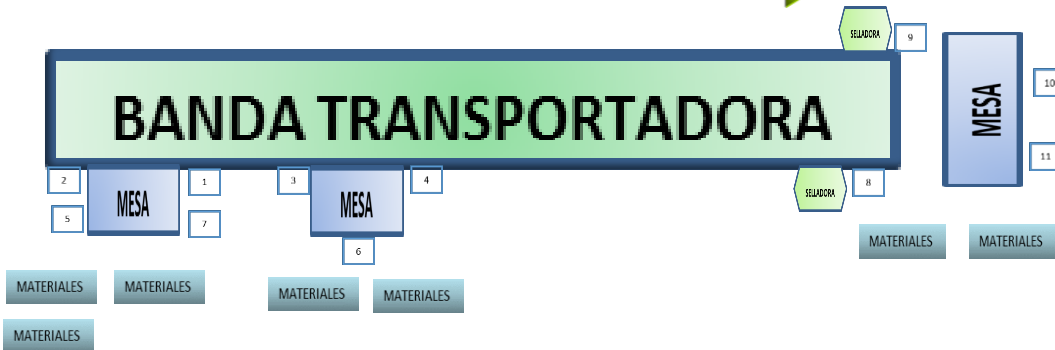 SELLADORA
9
BANDA TRANSPORTADORA
MESA
10
11
2
MESA
1
3
MESA
4
SELLADORA
8
5
7
6
MATERIALES
MATERIALES
MATERIALES
MATERIALES
MATERIALES
MATERIALES
MATERIALES